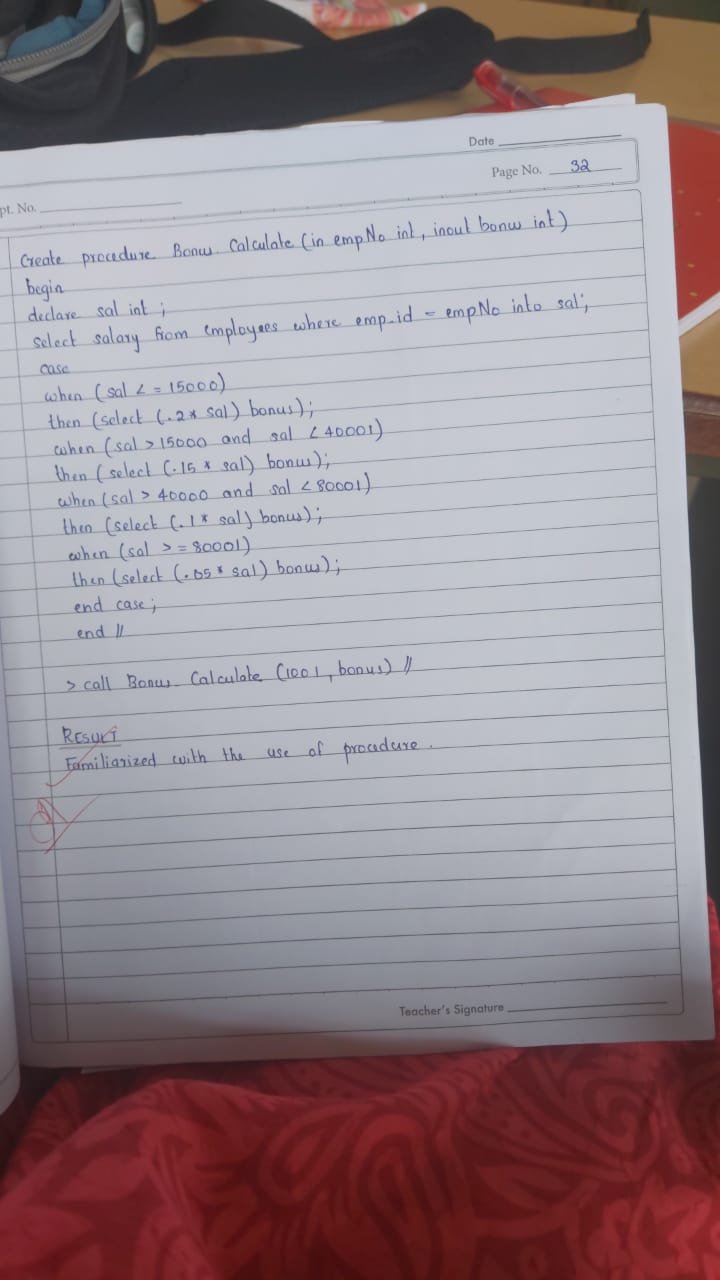 Date
Page No. 32
pt. No.
Create procedure Bonus Calculate (in empNo int, inout bonus int)
begin
declare sal int ;
select salary from employees where emp_id = empNo into sal;
case
when (sal < = 15000)
then (select (.2* sal) bonus);
when (sal > 15000 and sal < 40001)
then (select (.15 * sal) bonus);
when (sal > 40000 and sal < 80001)
then (select (.1* sal) bonus);
when (sal > = 80001)
then (select (.05* sal) bonus);
end case;
end //
> call Bonus Calculate (1001, bonus) //
RESULT
Familiarized with the use of procedure.
Teacher's Signature